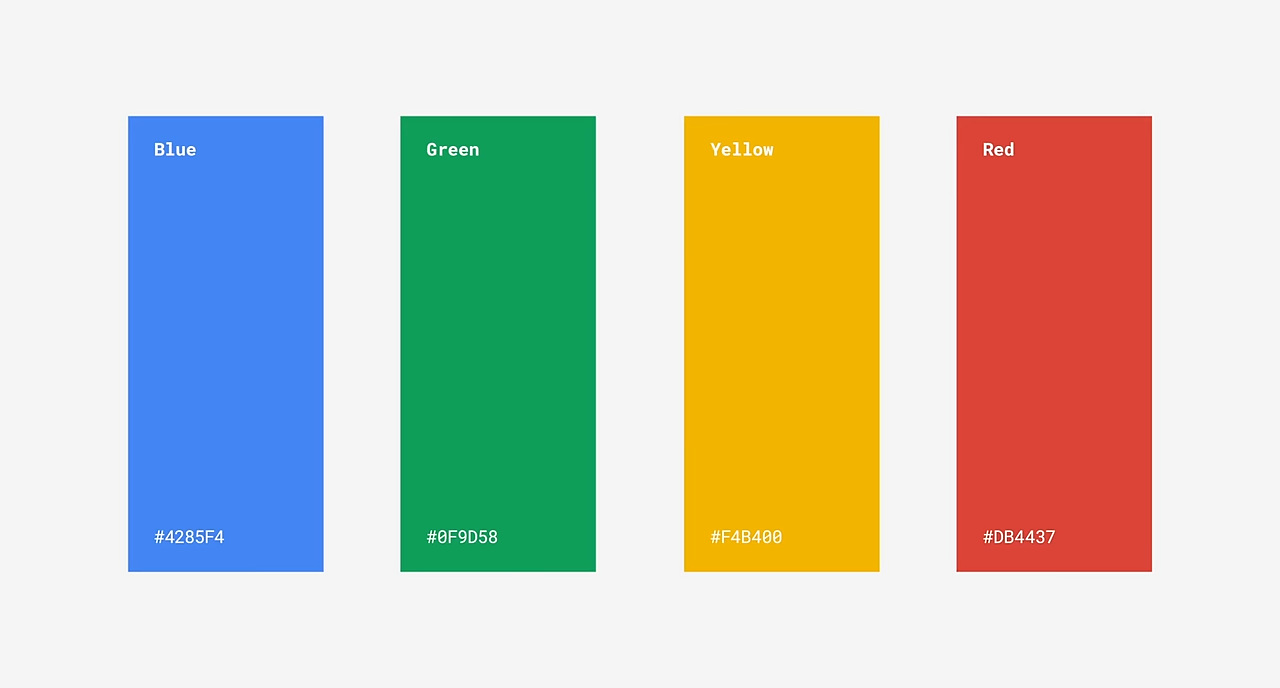 Blue
Green
Yellow
Red
#4285F4
#0F9D58
#F4B400
#DB4437